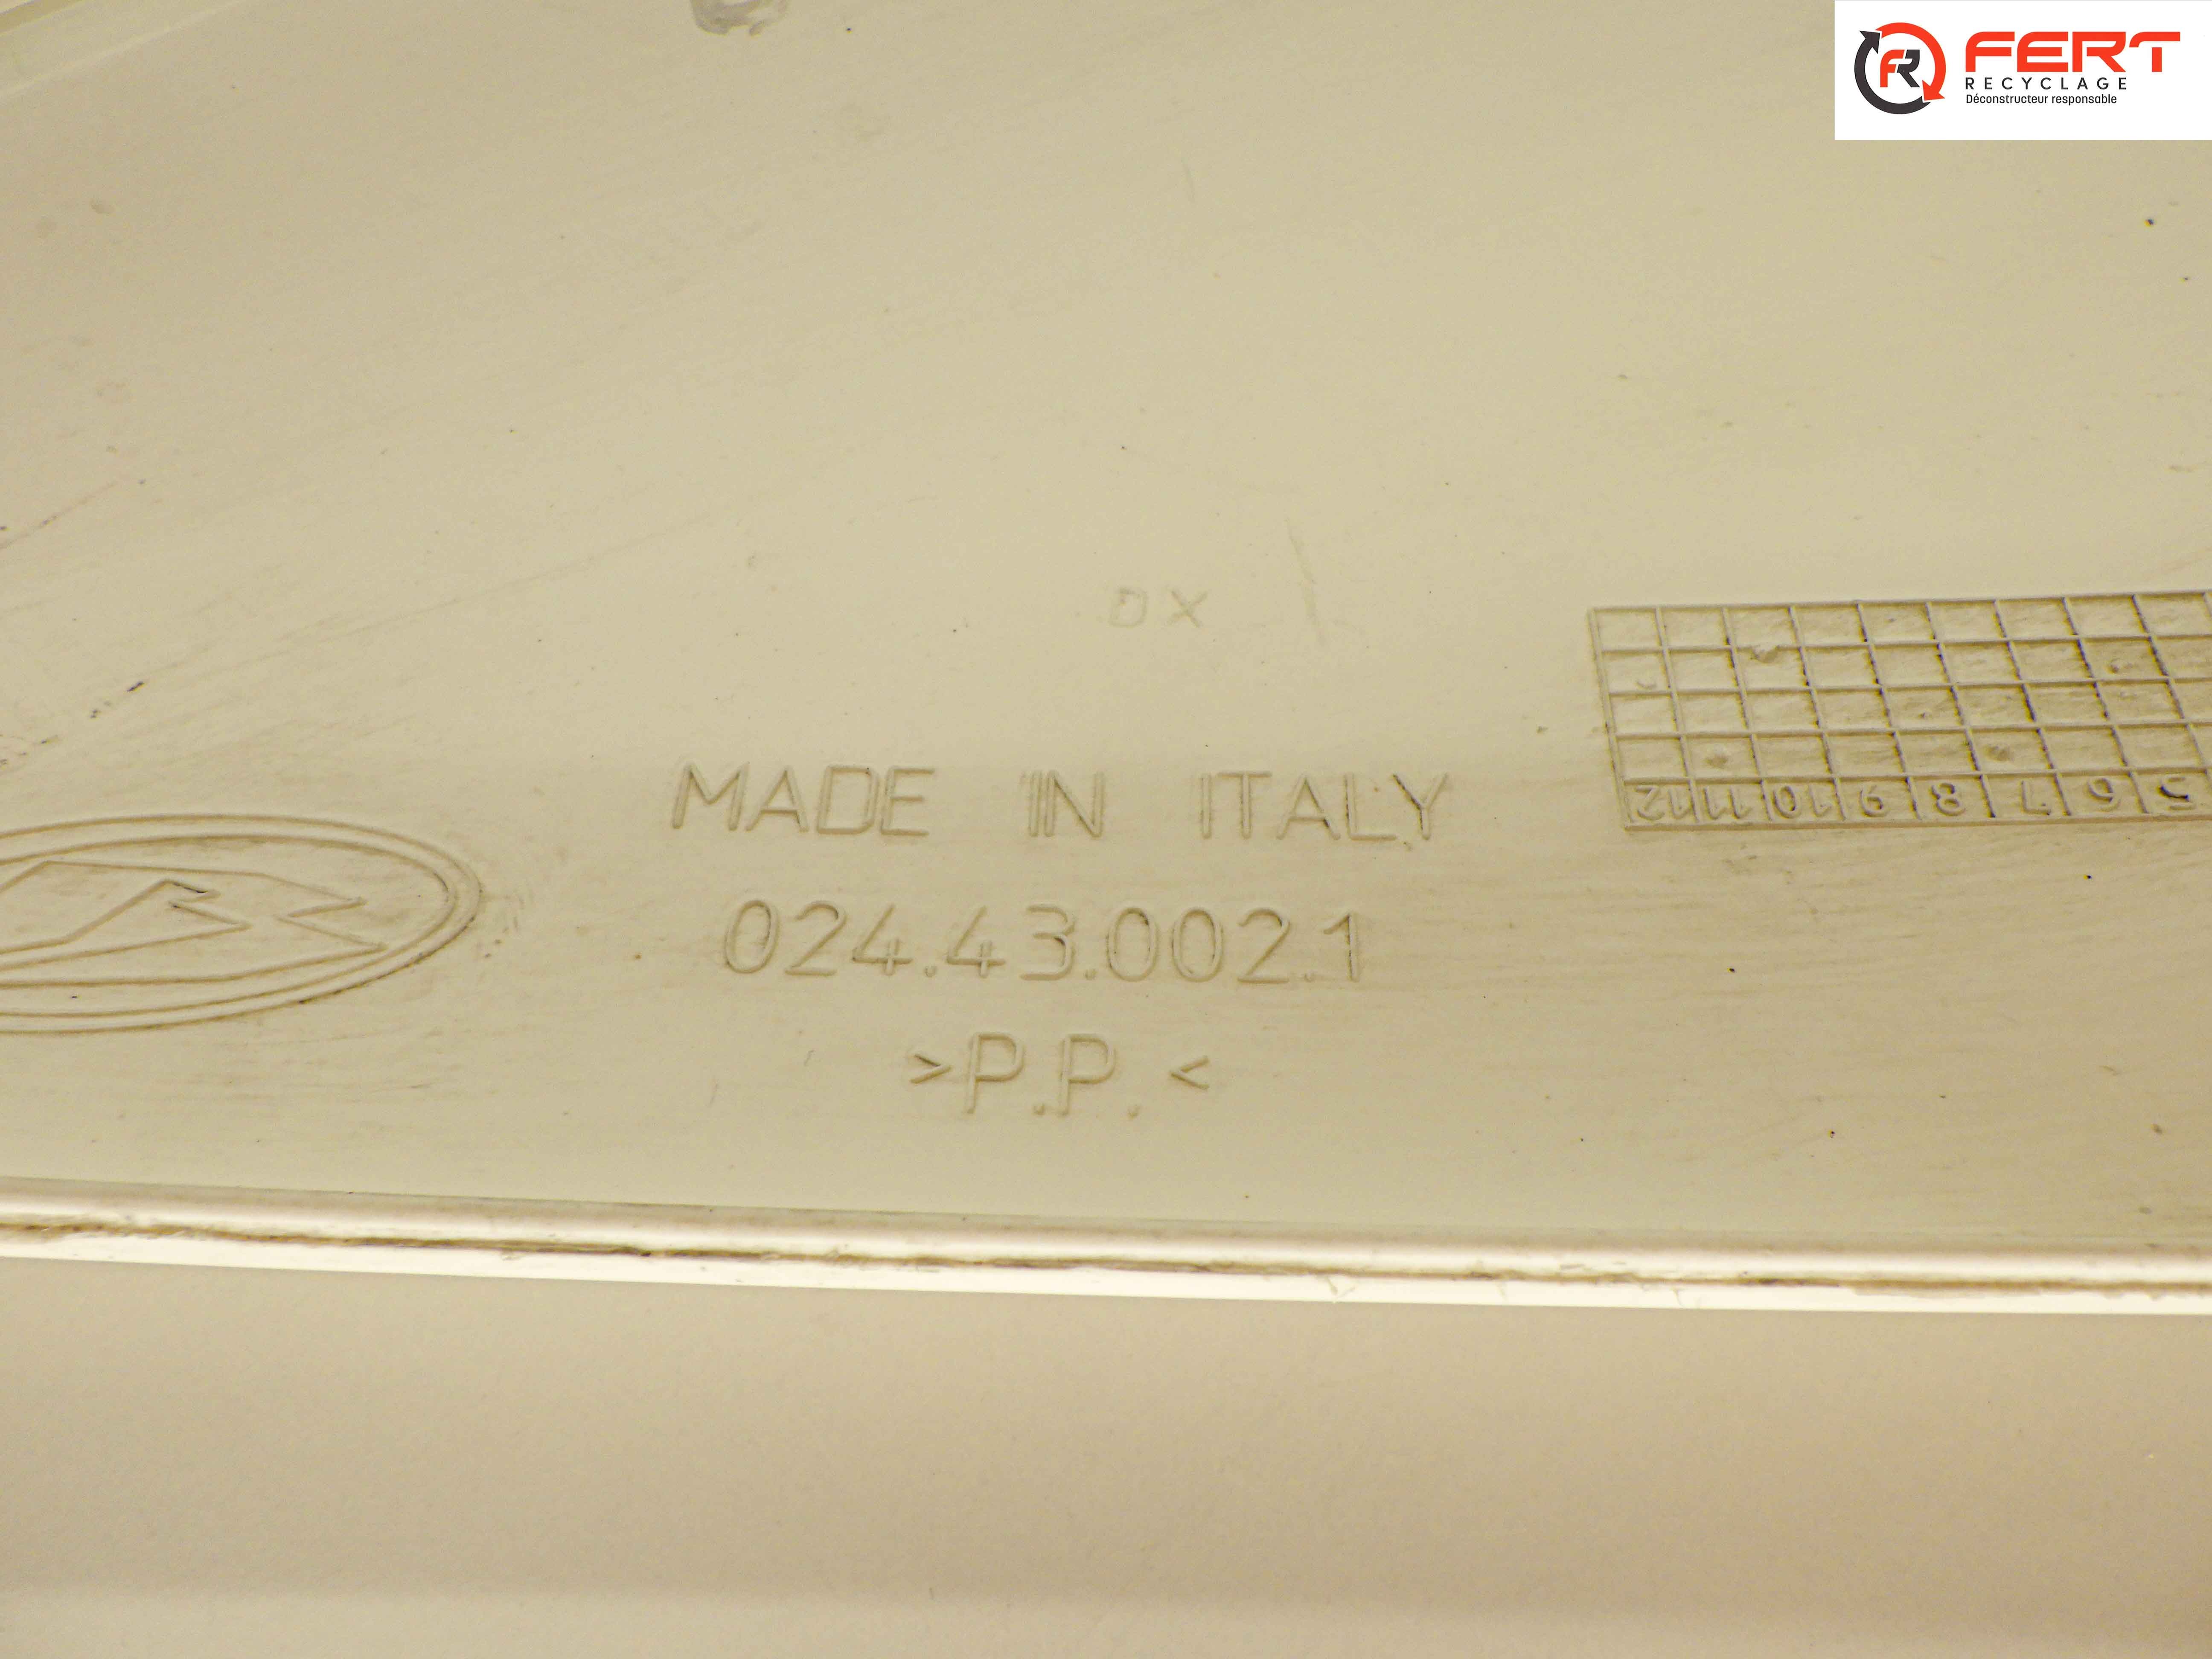 FR FERT
RECYCLAGE
Déconstructeur responsable
DX
MADE IN ITALY
12 11 10 9 8 7 6 5
024.43.002.1
>P.P.<